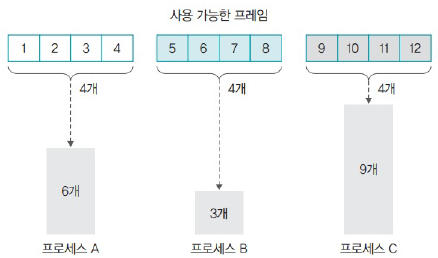 사용 가능한 프레임
1 2 3 4 5 6 7 8 9 10 11 12
4개 4개 4개
6개 3개 9개
프로세스 A 프로세스 B 프로세스 C